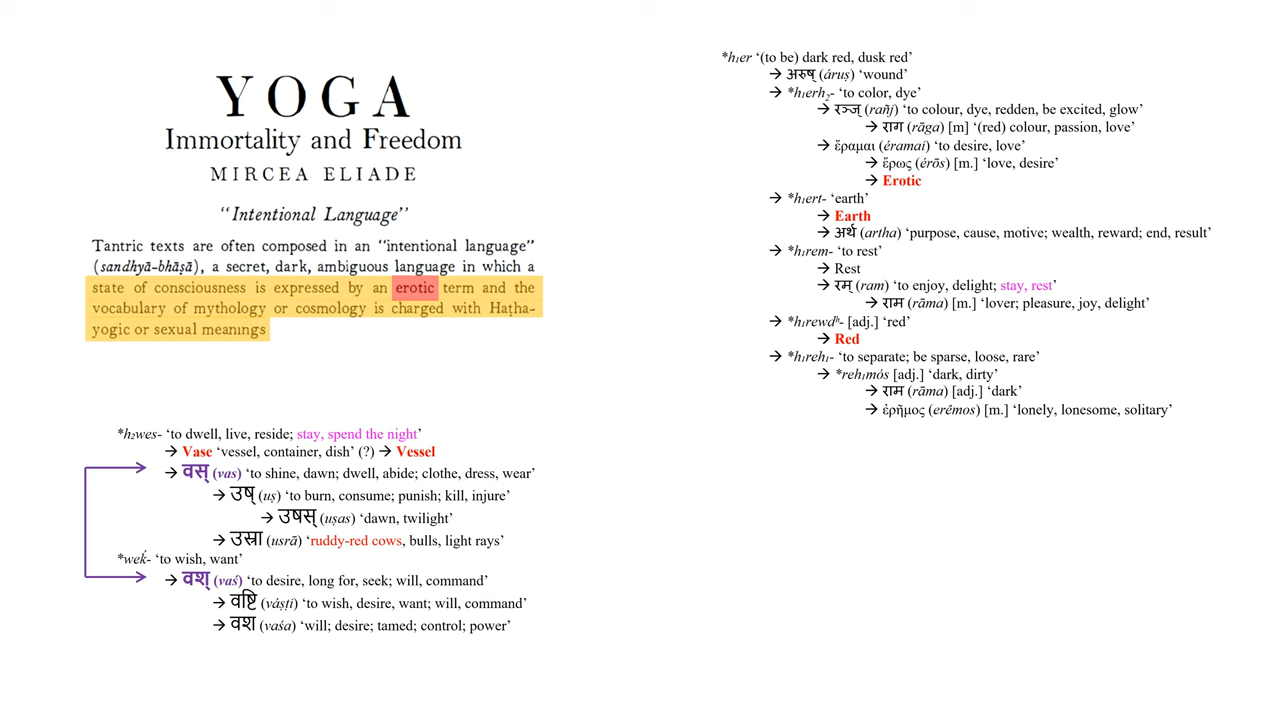 YOGA
Immortality and Freedom
MIRCEA ELIADE
“Intentional Language”
Tantric texts are often composed in an “intentional language”
(sandhyā-bhāṣā), a secret, dark, ambiguous language in which a
state of consciousness is expressed by an erotic term and the
vocabulary of mythology or cosmology is charged with Haṭha-
yogic or sexual meanings
*h₂wes- ‘to dwell, live, reside; stay, spend the night’
→ Vase ‘vessel, container, dish’ (?) → Vessel
→ वस् (vas) ‘to shine, dawn; dwell, abide; clothe, dress, wear’
→ उष् (uṣ) ‘to burn, consume; punish; kill, injure’
→ उषस् (uṣas) ‘dawn, twilight’
→ उस्रा (usrā) ‘ruddy-red cows, bulls, light rays’
*weḱ- ‘to wish, want’
→ वश् (vaś) ‘to desire, long for, seek; will, command’
→ वष्टि (váṣṭi) ‘to wish, desire, want; will, command’
→ वश (vaśa) ‘will; desire; tamed; control; power’
*h₁er ‘(to be) dark red, dusk red’
→ अरुष् (áruṣ) ‘wound’
→ *h₁erh₂- ‘to color, dye’
→ रञ्ज् (rañj) ‘to colour, dye, redden, be excited, glow’
→ राग (rāga) [m] ‘(red) colour, passion, love’
→ ἔραμαι (éramai) ‘to desire, love’
→ ἔρως (érōs) [m.] ‘love, desire’
→ Erotic
→ *h₁ert- ‘earth’
→ Earth
→ अर्थ (artha) ‘purpose, cause, motive; wealth, reward; end, result’
→ *h₁rem- ‘to rest’
→ Rest
→ रम् (ram) ‘to enjoy, delight; stay, rest’
→ राम (rāma) [m.] ‘lover; pleasure, joy, delight’
→ *h₁rewdʰ- [adj.] ‘red’
→ Red
→ *h₁reh₁- ‘to separate; be sparse, loose, rare’
→ *reh₁mós [adj.] ‘dark, dirty’
→ राम (rāma) [adj.] ‘dark’
→ ἐρῆμος (erêmos) [m.] ‘lonely, lonesome, solitary’